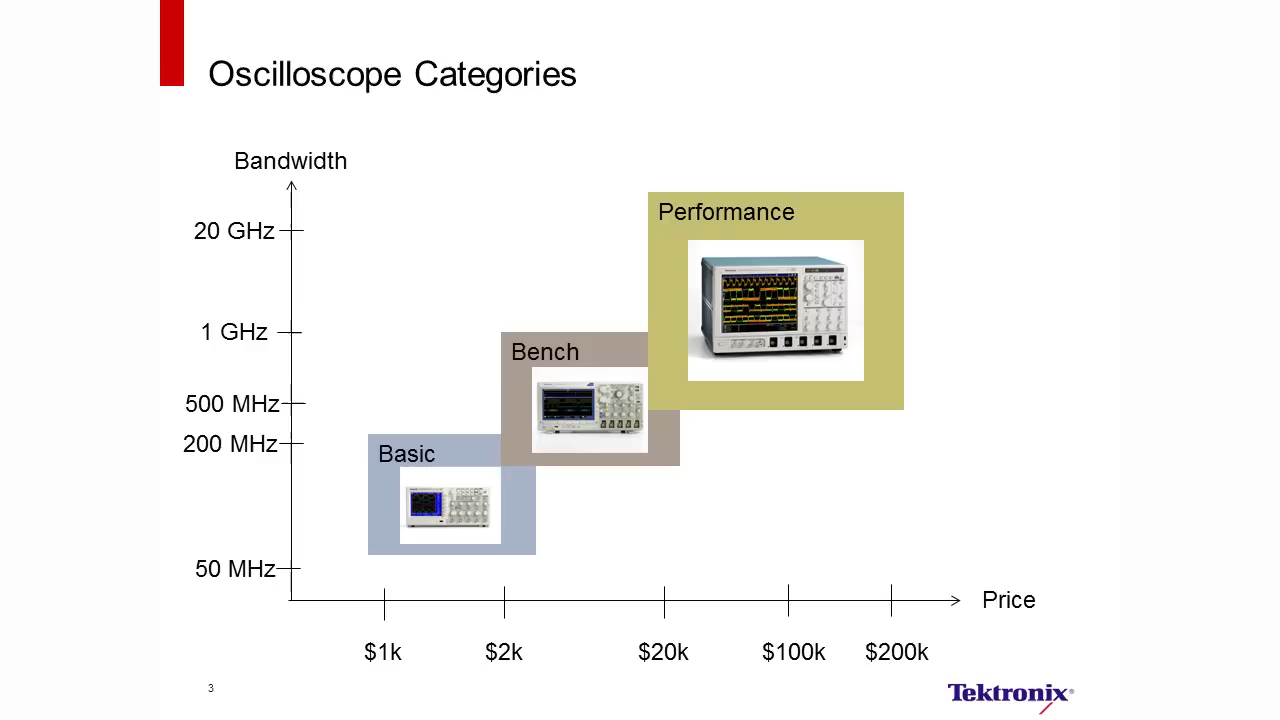 Oscilloscope Categories
Bandwidth
20 GHz
Performance
1 GHz
Bench
500 MHz
200 MHz
Basic
50 MHz
Price
$1k
$2k
$20k
$100k
$200k
3
Tektronix®